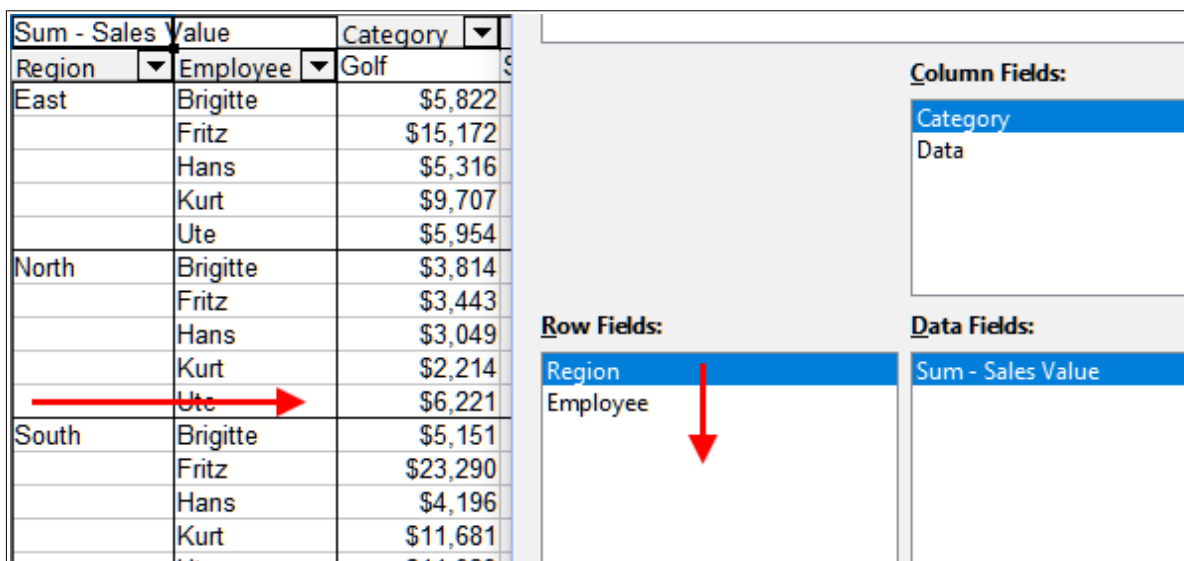 Sum - Sales Value Category
Region Employee Golf
East Brigitte $5,822
Fritz $15,172
Hans $5,316
Kurt $9,707
Ute $5,954
North Brigitte $3,814
Fritz $3,443
Hans $3,049
Kurt $2,214
Ute $6,221
South Brigitte $5,151
Fritz $23,290
Hans $4,196
Kurt $11,681
Column Fields:
Category
Data
Row Fields:
Region
Employee
Data Fields:
Sum - Sales Value